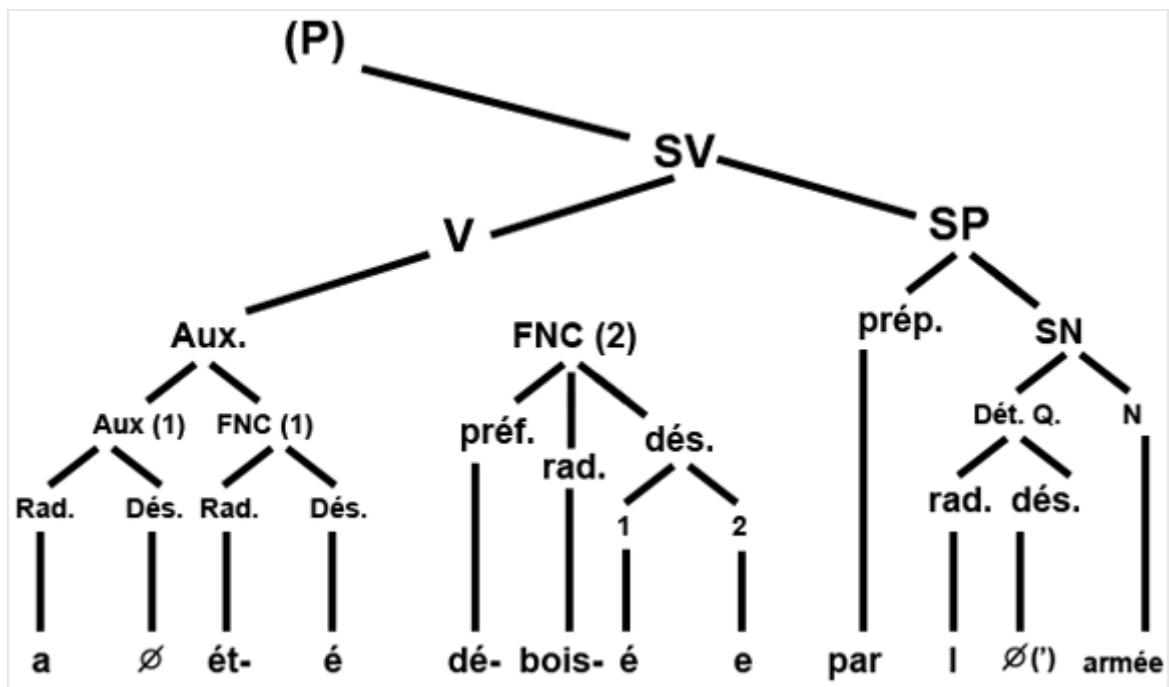 (P)
SV
V
SP
Aux. FNC (2) prép. SN
Aux (1) FNC (1) préf. rad. dés. Dét. Q. N
Rad. Dés. Rad. Dés. 1 2 rad. dés.
a ∅ ét- é dé- bois- é e par l ∅(') armée